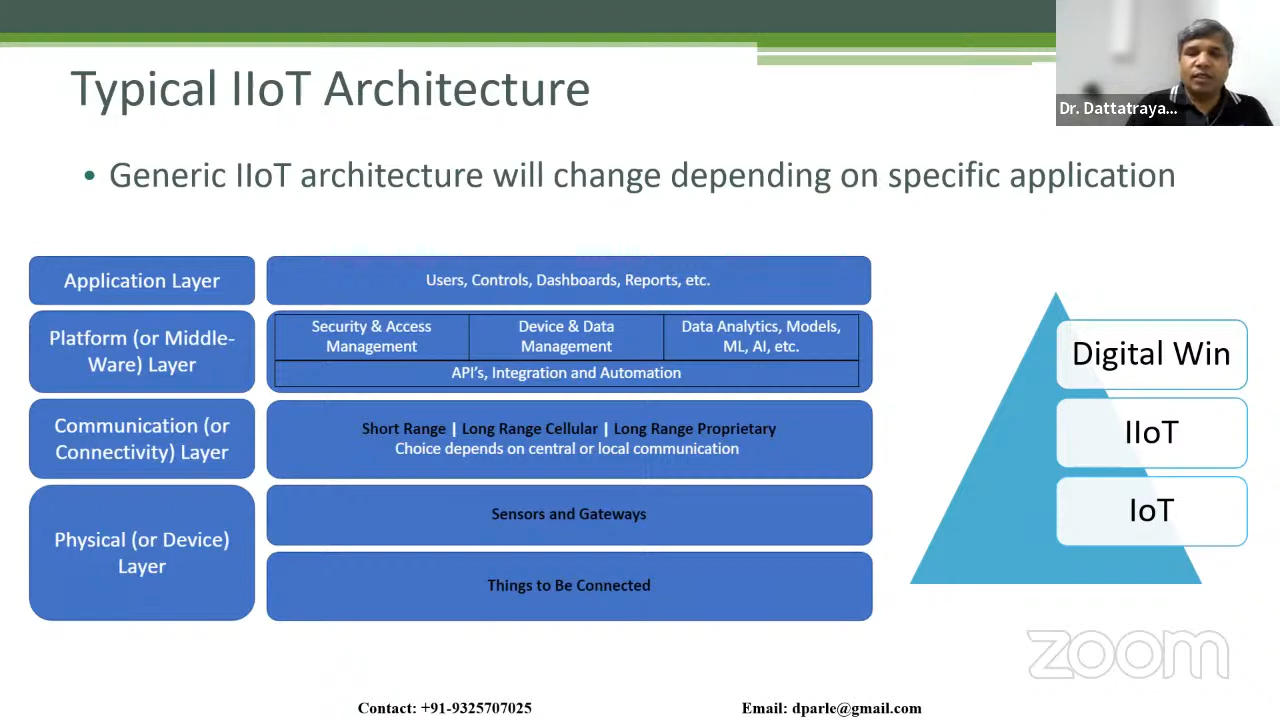 Typical IIoT Architecture
Dr. Dattatraya...
• Generic IIoT architecture will change depending on specific application
Application Layer
Users, Controls, Dashboards, Reports, etc.
Platform (or Middle-
Ware) Layer
Security & Access
Management
Device & Data
Management
Data Analytics, Models,
ML, AI, etc.
API's, Integration and Automation
Communication (or
Connectivity) Layer
Short Range | Long Range Cellular | Long Range Proprietary
Choice depends on central or local communication
Physical (or Device)
Layer
Sensors and Gateways
Things to Be Connected
Digital Win
IIoT
IoT
zoom
Contact: +91-9325707025
Email: dparle@gmail.com